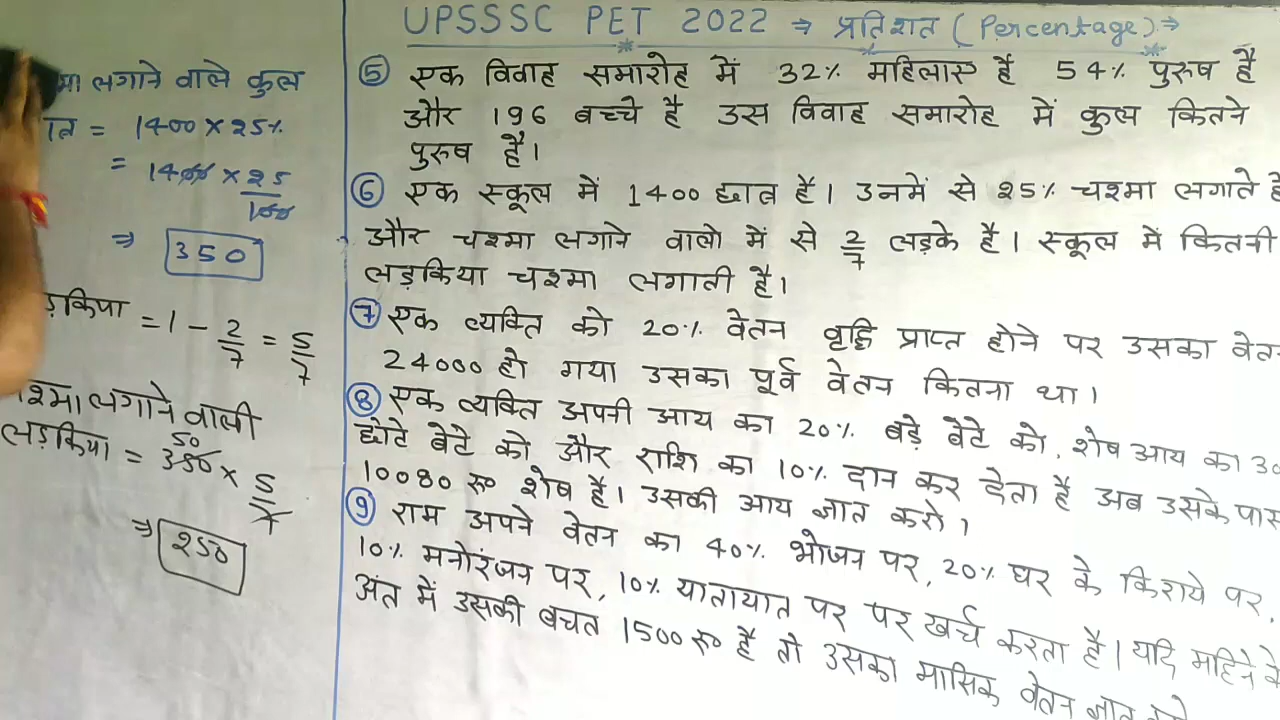 UPSSSC PET 2022 ⇒ प्रतिशत (Percentage) ⇒
मा लगाने वाले कुल
= 1400 × 25%
= 1400 × 25/100
⇒ 350
ड़किया = 1 - 2/7 = 5/7
श्मा लगाने वाली
लड़किया = 350 × 5/7
50
⇒ 250
⑤ एक विवाह समारोह में 32% महिलाए है 54% पुरुष है
और 196 बच्चे है उस विवाह समारोह में कुल कितने
पुरुष है।
⑥ एक स्कूल में 1400 छात्र है। उनमें से 25% चश्मा लगाते है
और चश्मा लगाने वालो में से 2/7 लड़के है। स्कूल में कितनी
लड़किया चश्मा लगाती है।
⑦ एक व्यक्ति को 20% वेतन वृद्धि प्राप्त होने पर उसका वेतन
24000 हो गया उसका पूर्व वेतन कितना था।
⑧ एक व्यक्ति अपनी आय का 20% बड़े बेटे को, शेष आय का 30
छोटे बेटे को और राशि का 10% दान कर देता है अब उसके पास
10080 रु० शेष है। उसकी आय ज्ञात करो।
⑨ राम अपने वेतन का 40% भोजन पर, 20% घर के किराये पर,
10% मनोरंजन पर, 10% यातायात पर पर खर्च करता है। यदि महिने के
अंत में उसकी बचत 1500 रु० है तो उसका मासिक वेतन ज्ञात